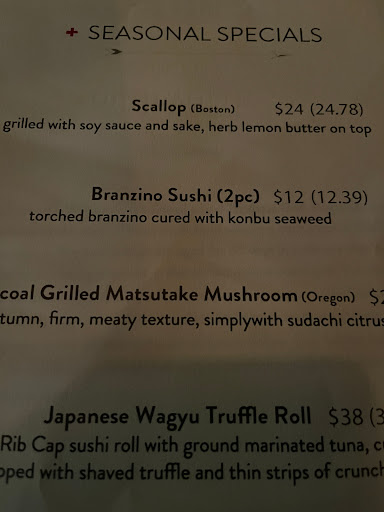 + SEASONAL SPECIALS
Scallop (Boston) $24 (24.78)
grilled with soy sauce and sake, herb lemon butter on top
Branzino Sushi (2pc) $12 (12.39)
torched branzino cured with konbu seaweed
coal Grilled Matsutake Mushroom (Oregon) $2
tumn, firm, meaty texture, simplywith sudachi citrus
Japanese Wagyu Truffle Roll $38 (3
Rib Cap sushi roll with ground marinated tuna, c
pped with shaved truffle and thin strips of crunch